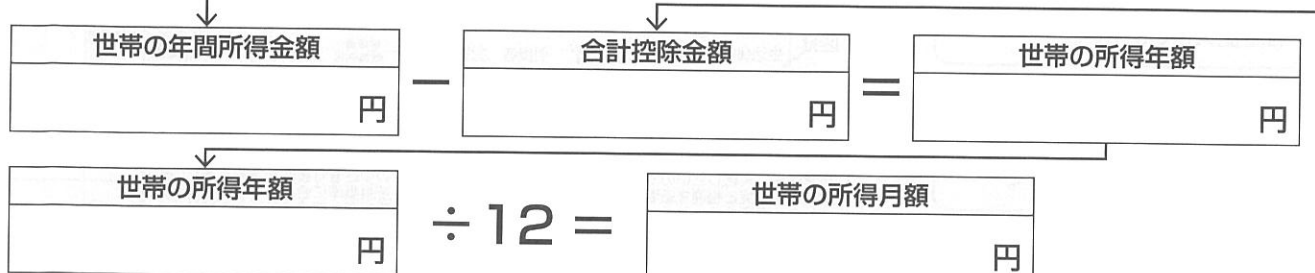 世帯の年間所得金額
円
−
合計控除金額
円
=
世帯の所得年額
円
世帯の所得年額
円
÷12=
世帯の所得月額
円